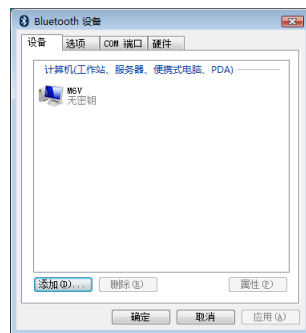 Bluetooth 设备
设备 选项 COM 端口 硬件
计算机(工作站、服务器、便携式电脑、PDA)
M6V
无密钥
添加(D)... 删除(R) 属性(P)
确定 取消 应用(A)